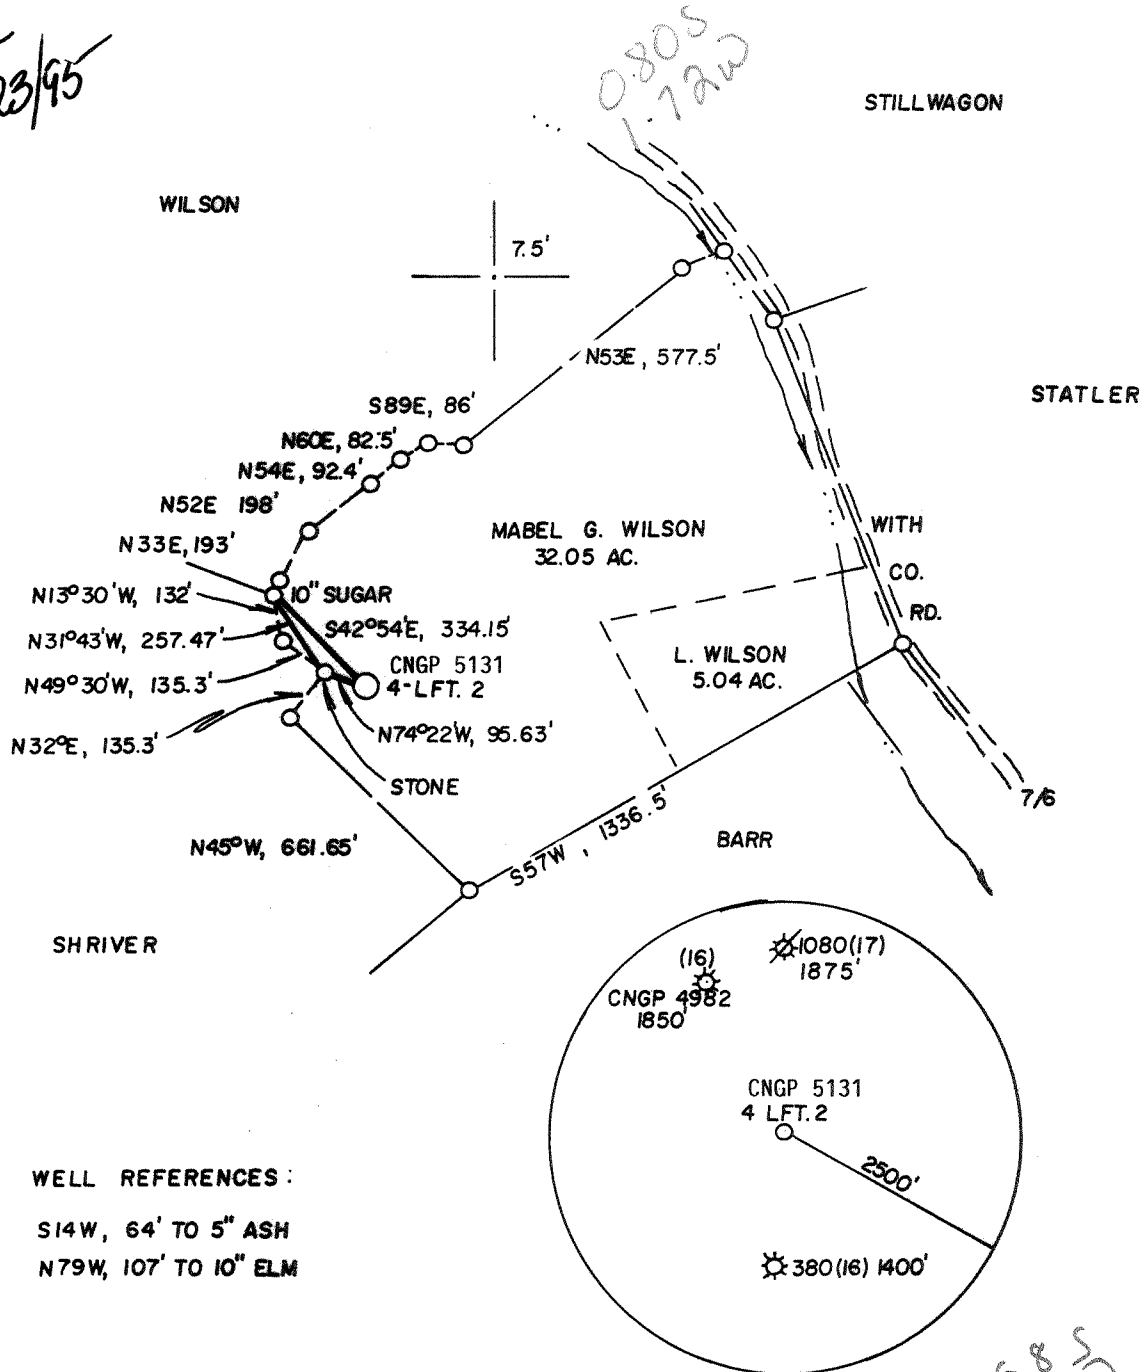 23/95
0.80S
1.72W
STILLWAGON
WILSON
7.5'
N53E, 577.5'
STATLER
S89E, 86'
N60E, 82.5'
N54E, 92.4'
N52E 198'
N33E, 193'
MABEL G. WILSON
32.05 AC.
WITH
CO.
RD.
N13°30'W, 132'
10" SUGAR
N31°43'W, 257.47'
S42°54'E, 334.15'
N49°30'W, 135.3'
CNGP 5131
4-LFT. 2
L. WILSON
5.04 AC.
N32°E, 135.3'
N74°22'W, 95.63'
STONE
7/6
N45°W, 661.65'
S57W, 1336.5'
BARR
SHRIVER
(16)
CNGP 4982
1850'
1080(17)
1875'
CNGP 5131
4 LFT. 2
2500'
380(16) 1400'
WELL REFERENCES:
S14W, 64' TO 5" ASH
N79W, 107' TO 10" ELM